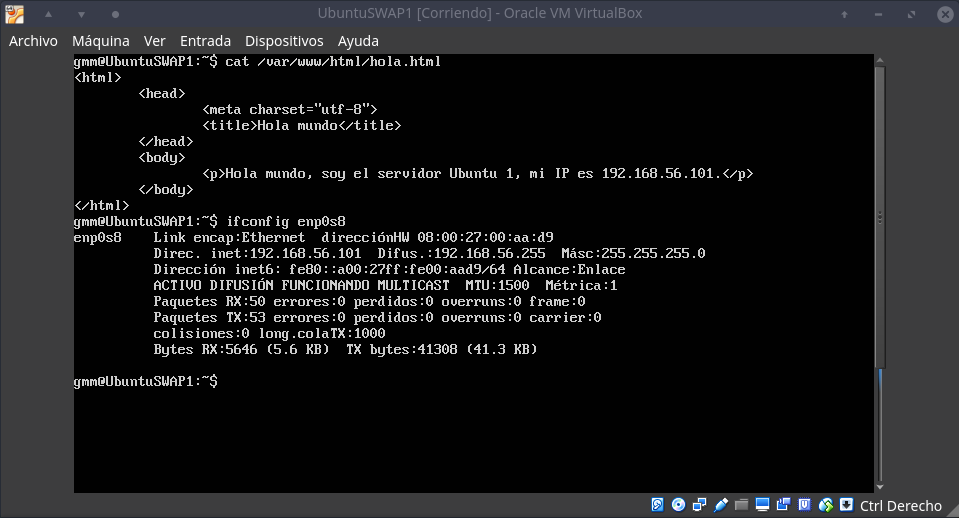 UbuntuSWAP1 [Corriendo] - Oracle VM VirtualBox
Archivo Máquina Ver Entrada Dispositivos Ayuda
gmm@UbuntuSWAP1:~$ cat /var/www/html/hola.html
<html>
        <head>
                <meta charset="utf-8">
                <title>Hola mundo</title>
        </head>
        <body>
                <p>Hola mundo, soy el servidor Ubuntu 1, mi IP es 192.168.56.101.</p>
        </body>
</html>
gmm@UbuntuSWAP1:~$ ifconfig enp0s8
enp0s8    Link encap:Ethernet  direcciónHW 08:00:27:00:aa:d9
          Direc. inet:192.168.56.101  Difus.:192.168.56.255  Másc:255.255.255.0
          Dirección inet6: fe80::a00:27ff:fe00:aad9/64 Alcance:Enlace
          ACTIVO DIFUSIÓN FUNCIONANDO MULTICAST  MTU:1500  Métrica:1
          Paquetes RX:50 errores:0 perdidos:0 overruns:0 frame:0
          Paquetes TX:53 errores:0 perdidos:0 overruns:0 carrier:0
          colisiones:0 long.colaTX:1000
          Bytes RX:5646 (5.6 KB)  TX bytes:41308 (41.3 KB)
gmm@UbuntuSWAP1:~$
Ctrl Derecho